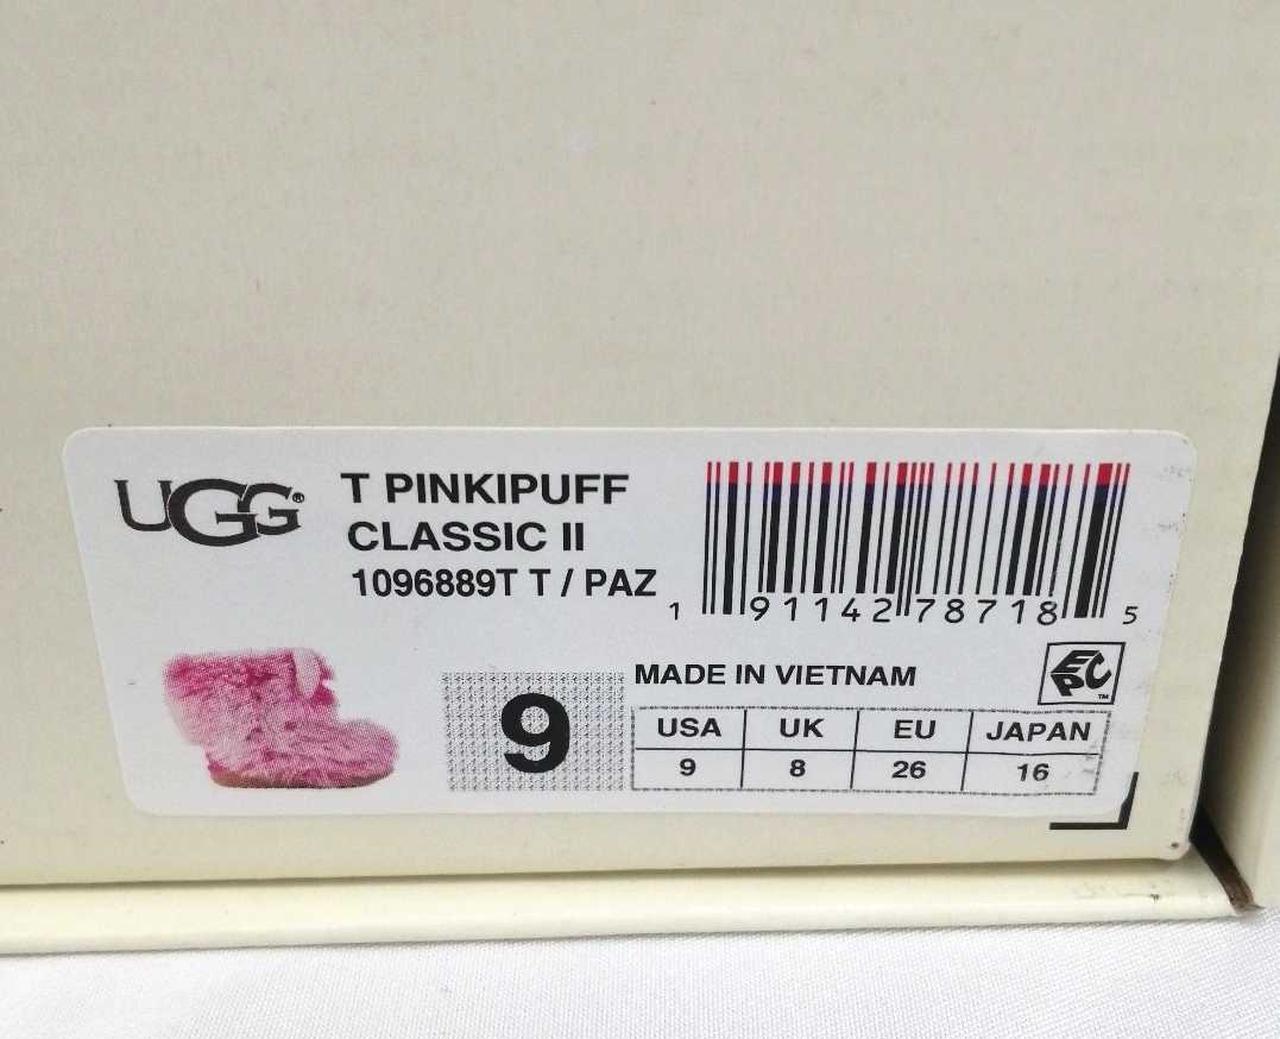 UGG®
T PINKIPUFF
CLASSIC II
1096889T T / PAZ
1 91142 78718 5
MADE IN VIETNAM
EPC™
9
USA UK EU JAPAN
9 8 26 16